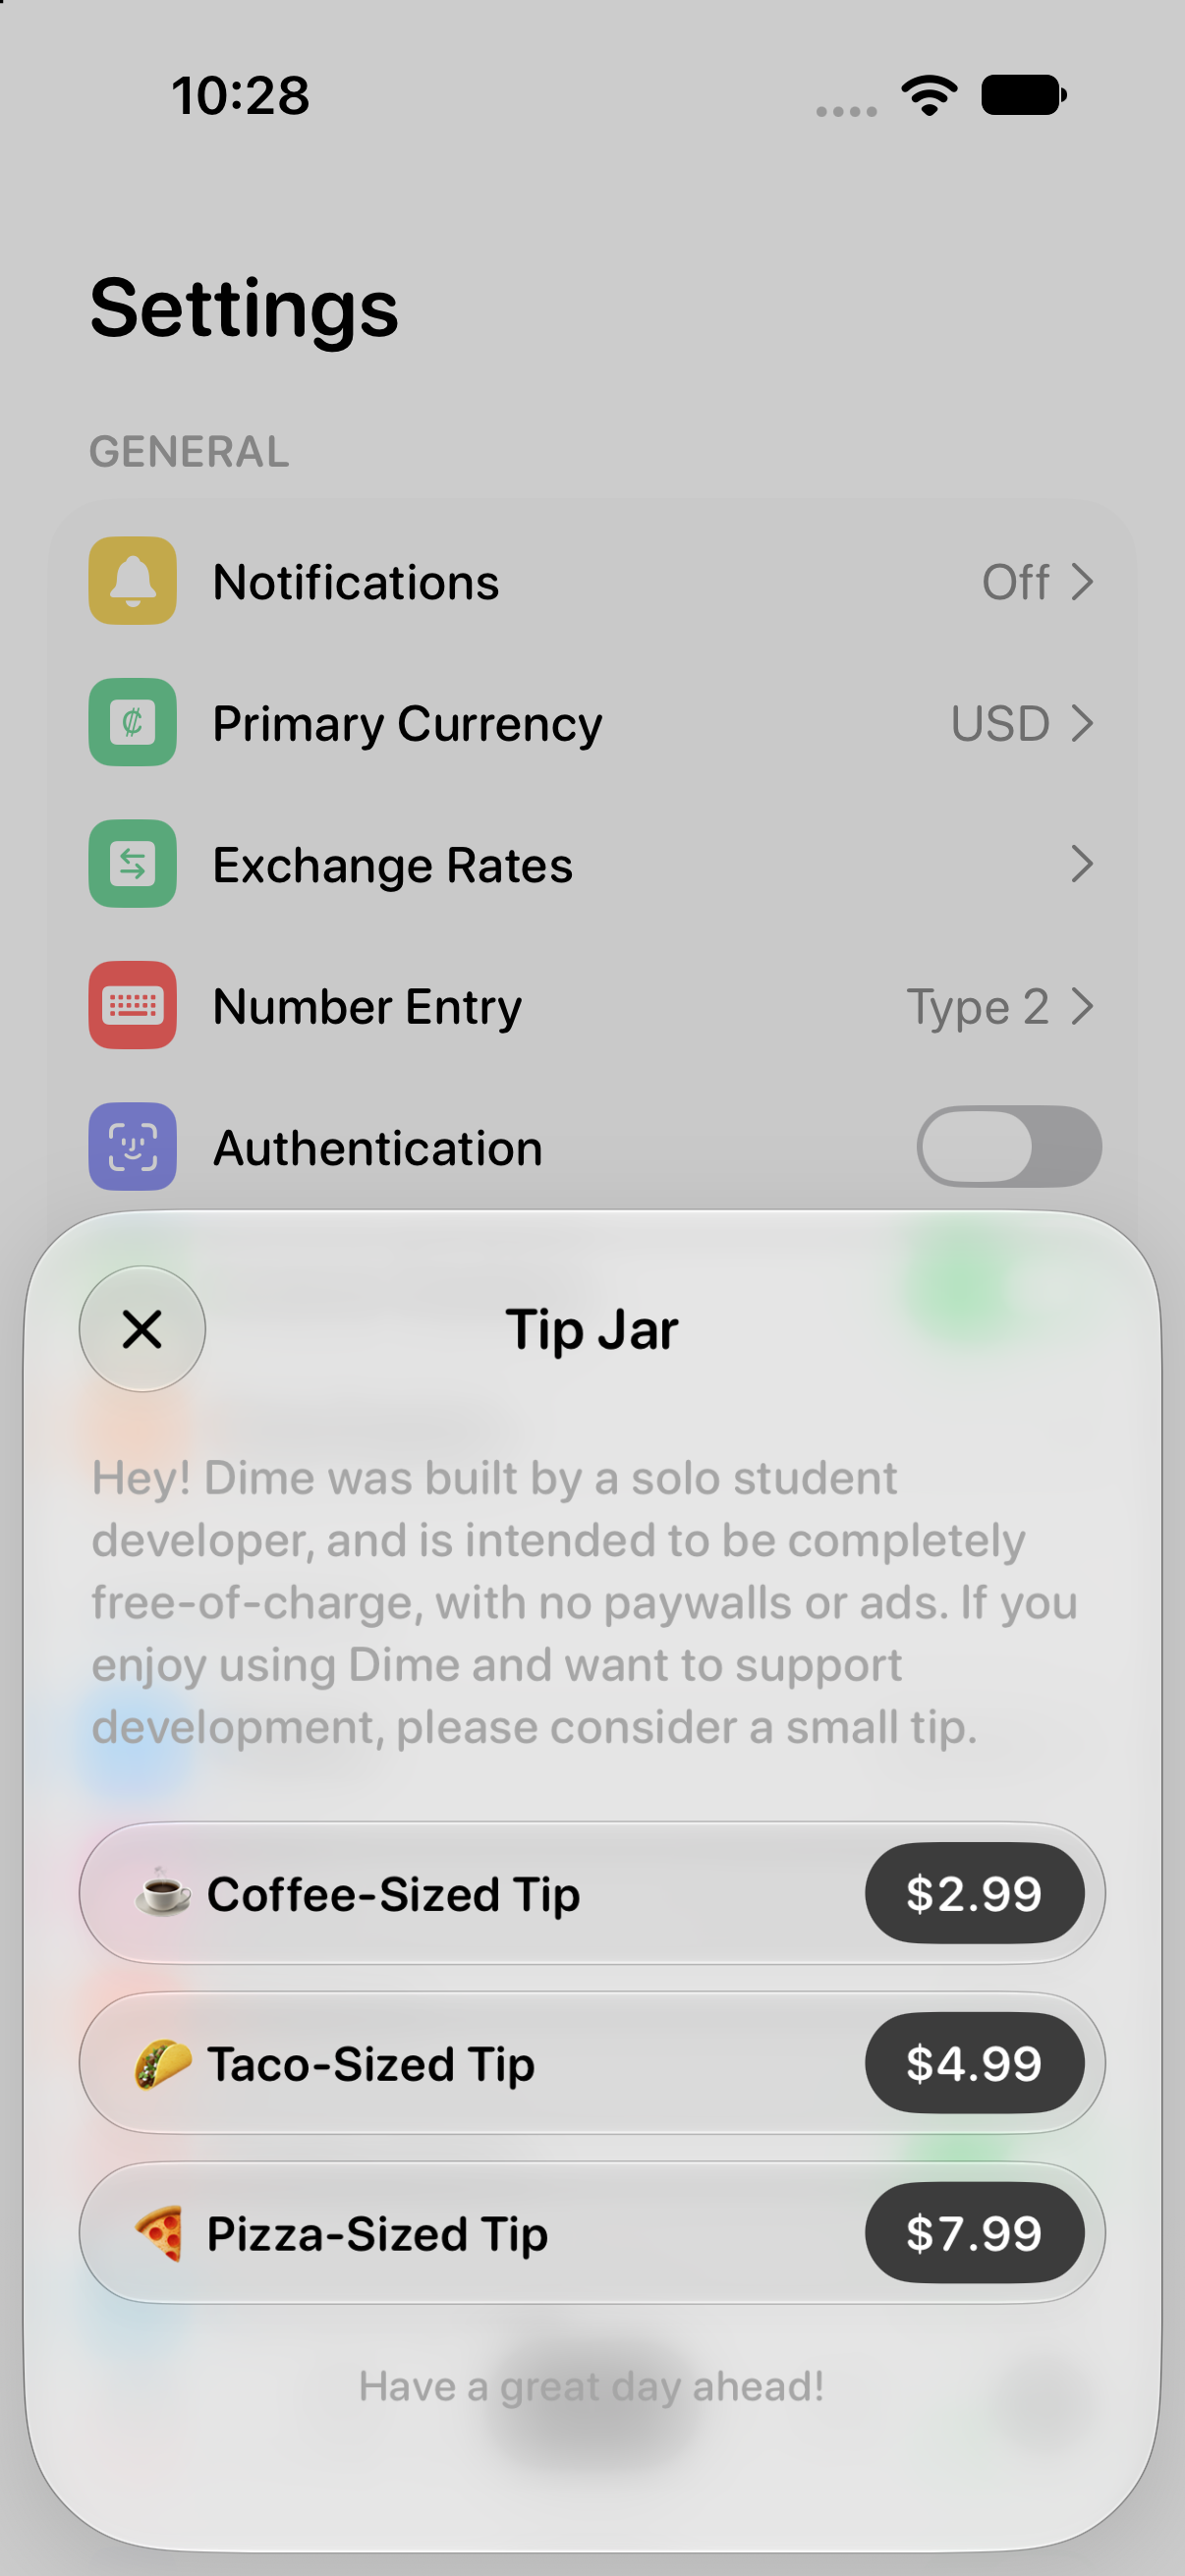 10:28
Settings
GENERAL
Notifications Off
Primary Currency USD
Exchange Rates
Number Entry Type 2
Authentication
Tip Jar
Hey! Dime was built by a solo student
developer, and is intended to be completely
free-of-charge, with no paywalls or ads. If you
enjoy using Dime and want to support
development, please consider a small tip.
Coffee-Sized Tip $2.99
Taco-Sized Tip $4.99
Pizza-Sized Tip $7.99
Have a great day ahead!